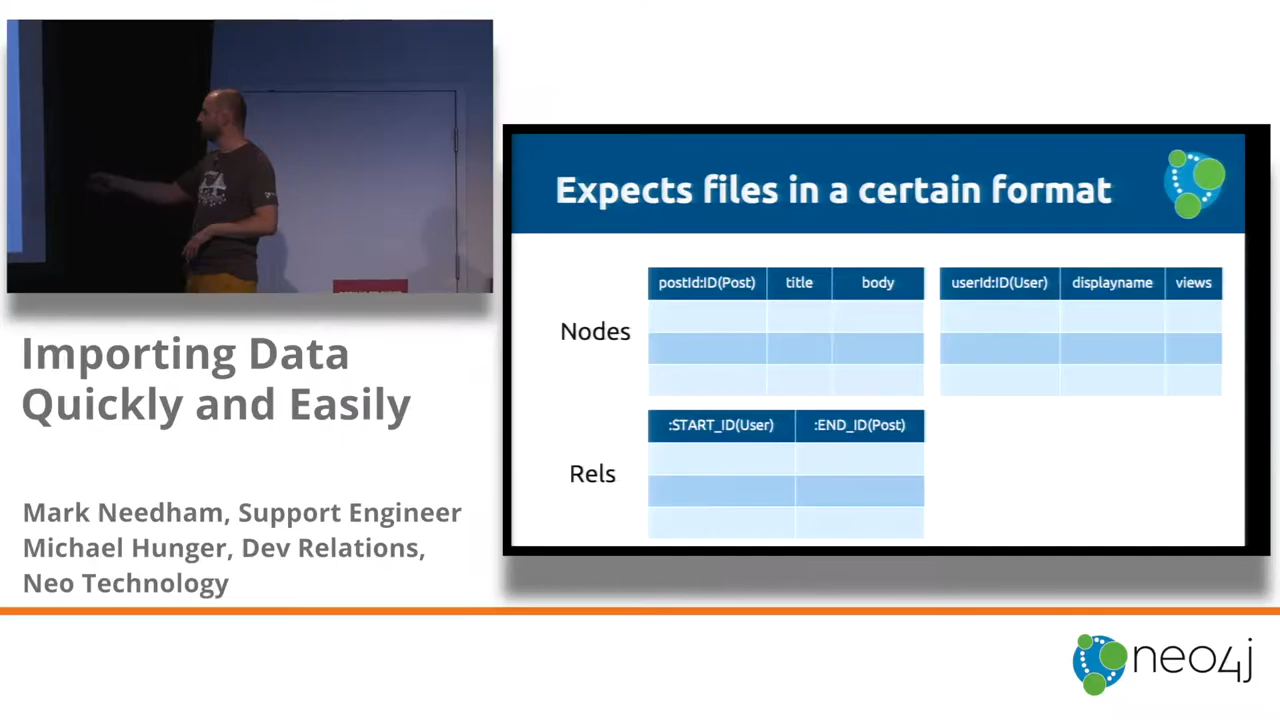 Expects files in a certain format
Nodes
postId:ID(Post) title body
userId:ID(User) displayname views
Rels
:START_ID(User) :END_ID(Post)
Importing Data
Quickly and Easily
Mark Needham, Support Engineer
Michael Hunger, Dev Relations,
Neo Technology
neo4j